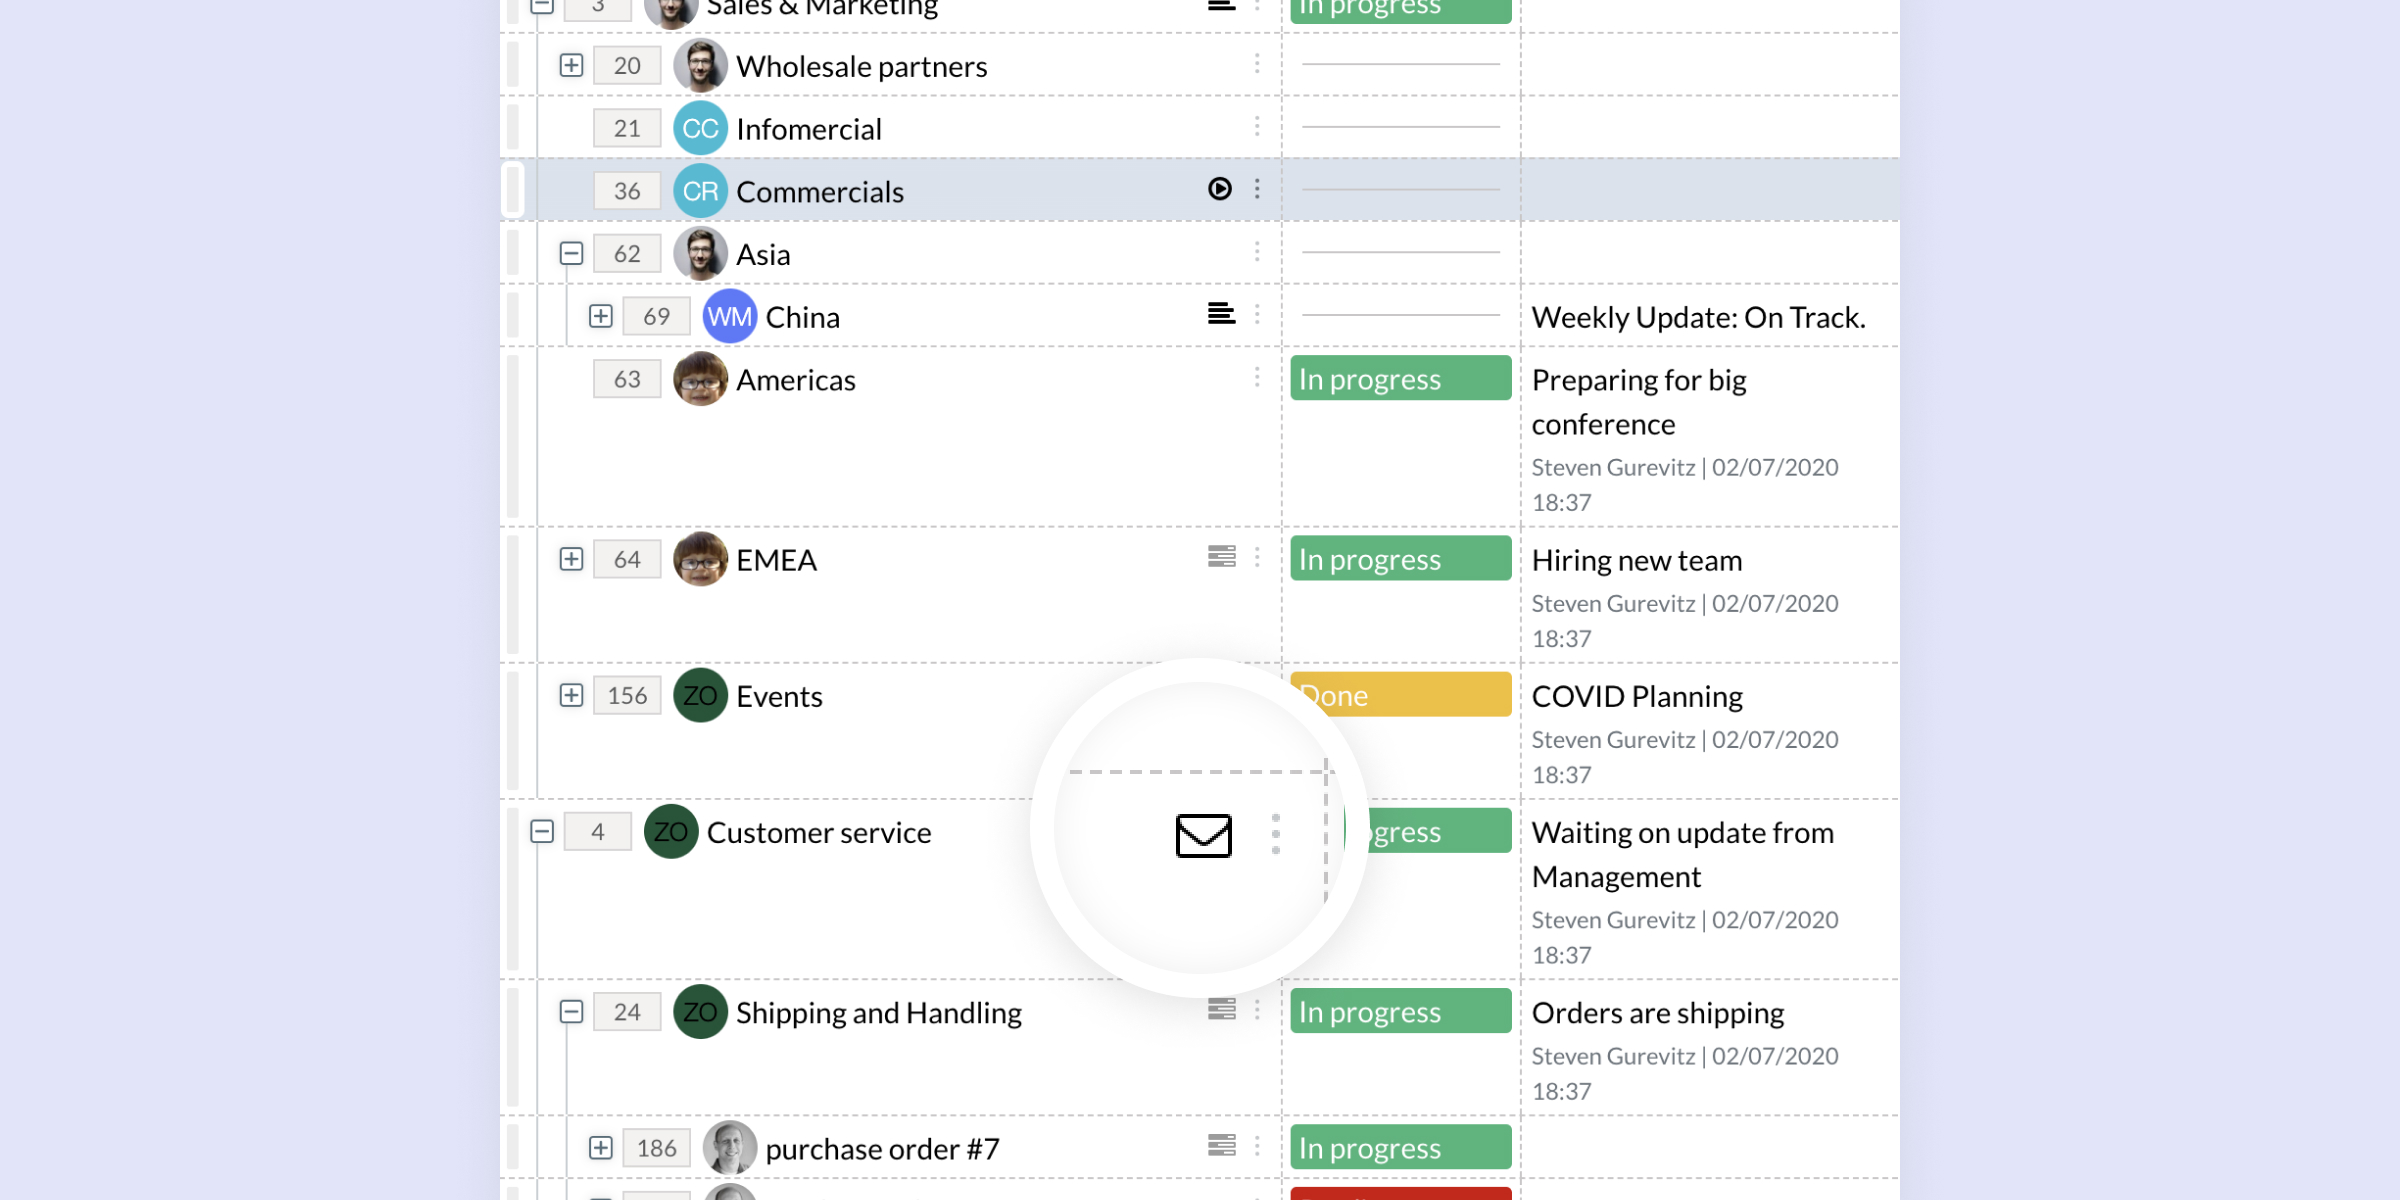 3 Sales & Marketing In progress
20 Wholesale partners
21 CC Infomercial
36 CR Commercials
62 Asia
69 WM China Weekly Update: On Track.
63 Americas In progress Preparing for big
conference
Steven Gurevitz | 02/07/2020
18:37
64 EMEA In progress Hiring new team
Steven Gurevitz | 02/07/2020
18:37
156 ZO Events Done COVID Planning
Steven Gurevitz | 02/07/2020
18:37
4 ZO Customer service ogress Waiting on update from
Management
Steven Gurevitz | 02/07/2020
18:37
24 ZO Shipping and Handling In progress Orders are shipping
Steven Gurevitz | 02/07/2020
18:37
186 purchase order #7 In progress